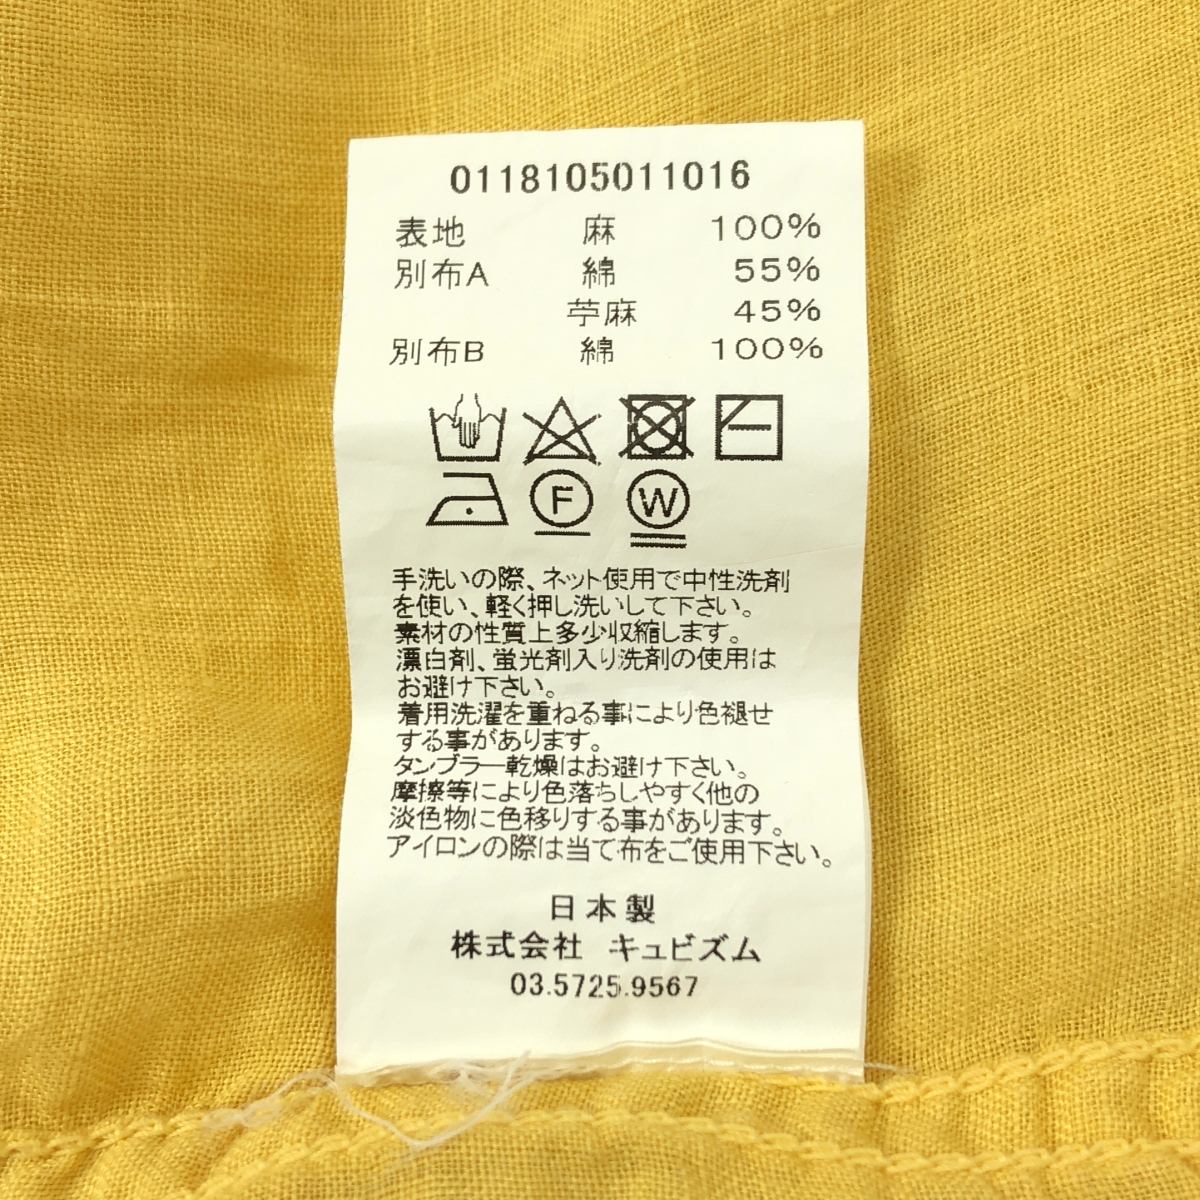 0118105011016
表地 麻 100%
別布A 綿 55%
苧麻 45%
別布B 綿 100%
F W
手洗いの際、ネット使用で中性洗剤
を使い、軽く押し洗いして下さい。
素材の性質上多少収縮します。
漂白剤、蛍光剤入り洗剤の使用は
お避け下さい。
着用洗濯を重ねる事により色褪せ
する事があります。
タンブラー乾燥はお避け下さい。
摩擦等により色落ちしやすく他の
淡色物に色移りする事があります。
アイロンの際は当て布をご使用下さい。
日本製
株式会社 キュビズム
03.5725.9567